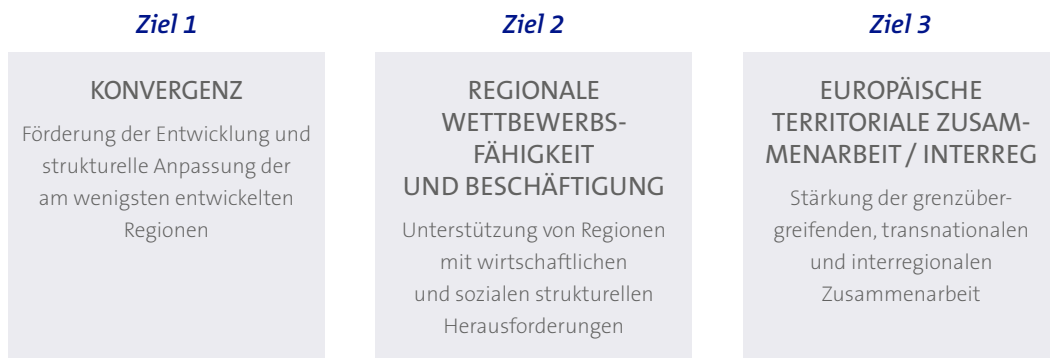 Ziel 1
KONVERGENZ
Förderung der Entwicklung und
strukturelle Anpassung der
am wenigsten entwickelten
Regionen
Ziel 2
REGIONALE
WETTBEWERBS-
FÄHIGKEIT
UND BESCHÄFTIGUNG
Unterstützung von Regionen
mit wirtschaftlichen
und sozialen strukturellen
Herausforderungen
Ziel 3
EUROPÄISCHE
TERRITORIALE ZUSAM-
MENARBEIT / INTERREG
Stärkung der grenzüber-
greifenden, transnationalen
und interregionalen
Zusammenarbeit